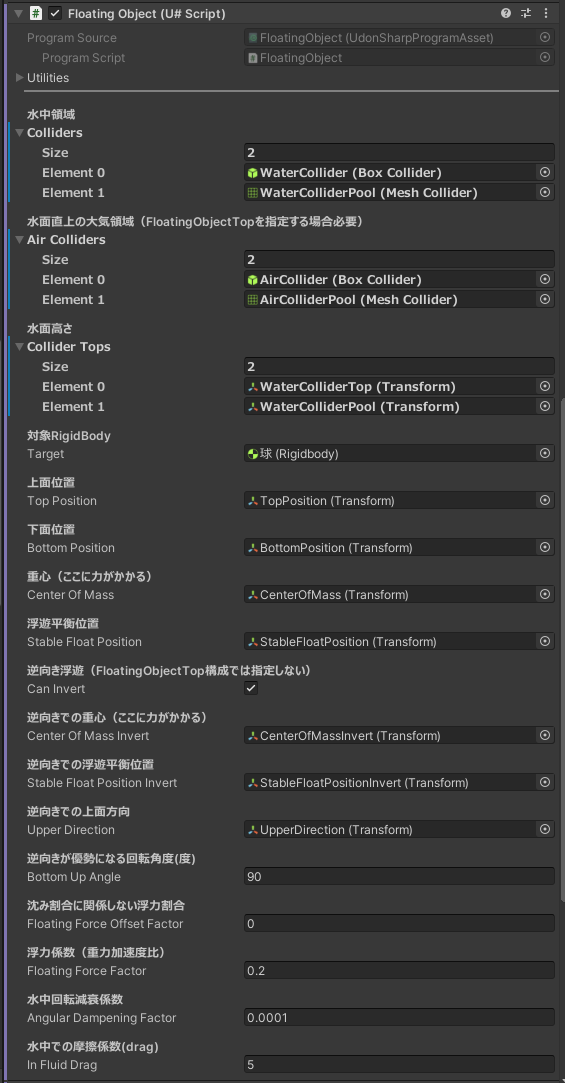 Floating Object (U# Script)
Program Source FloatingObject (UdonSharpProgramAsset)
Program Script FloatingObject
Utilities
水中領域
Colliders
Size 2
Element 0 WaterCollider (Box Collider)
Element 1 WaterColliderPool (Mesh Collider)
水面直上の大気領域（FloatingObjectTopを指定する場合必要）
Air Colliders
Size 2
Element 0 AirCollider (Box Collider)
Element 1 AirColliderPool (Mesh Collider)
水面高さ
Collider Tops
Size 2
Element 0 WaterColliderTop (Transform)
Element 1 WaterColliderPool (Transform)
対象RigidBody
Target 球 (Rigidbody)
上面位置
Top Position TopPosition (Transform)
下面位置
Bottom Position BottomPosition (Transform)
重心（ここに力がかかる）
Center Of Mass CenterOfMass (Transform)
浮遊平衡位置
Stable Float Position StableFloatPosition (Transform)
逆向き浮遊（FloatingObjectTop構成では指定しない）
Can Invert
逆向きでの重心（ここに力がかかる）
Center Of Mass Invert CenterOfMassInvert (Transform)
逆向きでの浮遊平衡位置
Stable Float Position Invert StableFloatPositionInvert (Transform)
逆向きでの上面方向
Upper Direction UpperDirection (Transform)
逆向きが優勢になる回転角度(度)
Bottom Up Angle 90
沈み割合に関係しない浮力割合
Floating Force Offset Factor 0
浮力係数（重力加速度比）
Floating Force Factor 0.2
水中回転減衰係数
Angular Dampening Factor 0.0001
水中での摩擦係数(drag)
In Fluid Drag 5